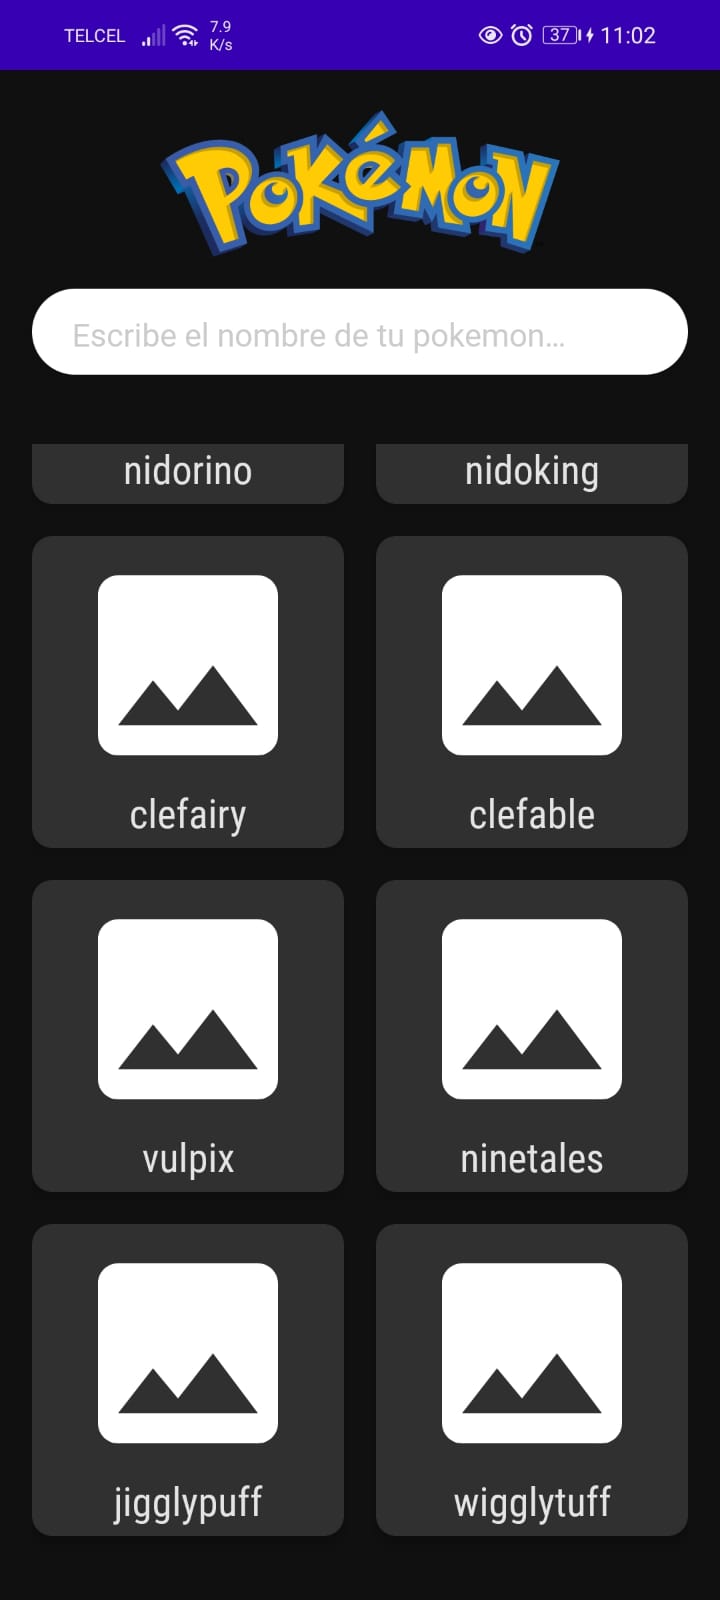 TELCEL 7.9 K/s 37 11:02
POKéMON
Escribe el nombre de tu pokemon...
nidorino nidoking
clefairy clefable
vulpix ninetales
jigglypuff wigglytuff